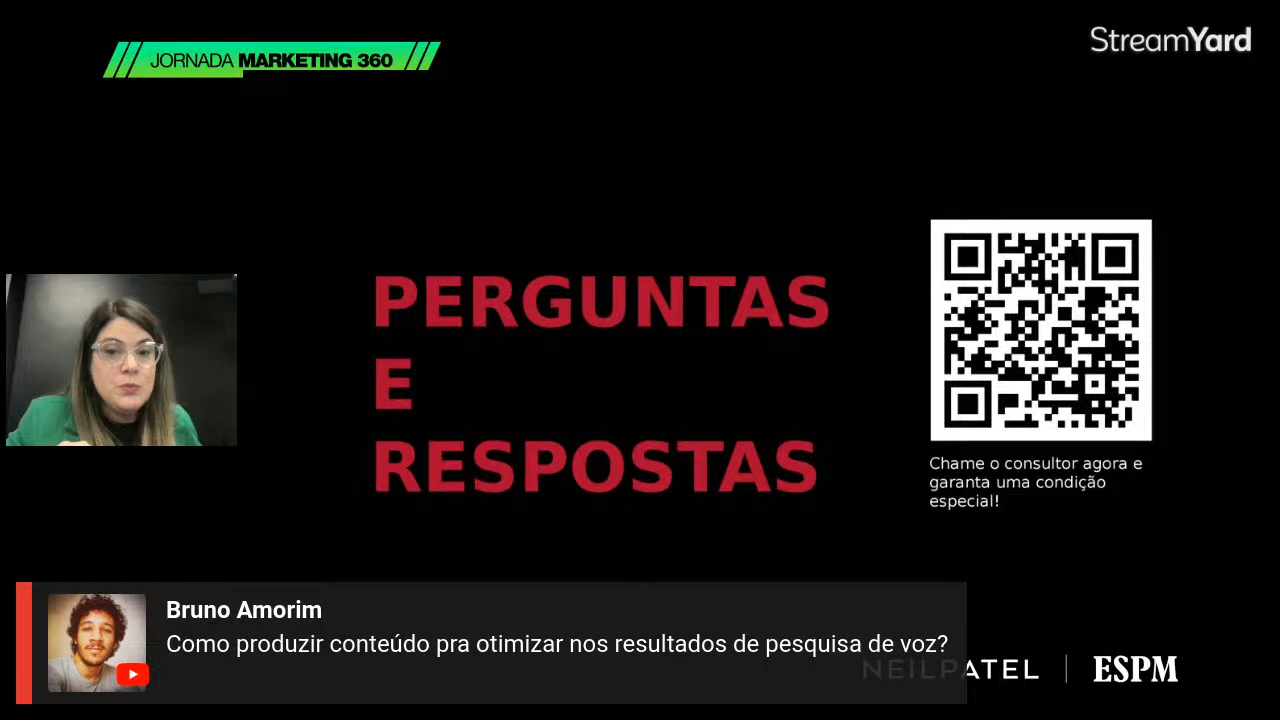 JORNADA MARKETING 360
StreamYard
PERGUNTAS
E
RESPOSTAS
Chame o consultor agora e
garanta uma condição
especial!
Bruno Amorim
Como produzir conteúdo pra otimizar nos resultados de pesquisa de voz?
NEILPATEL
ESPM